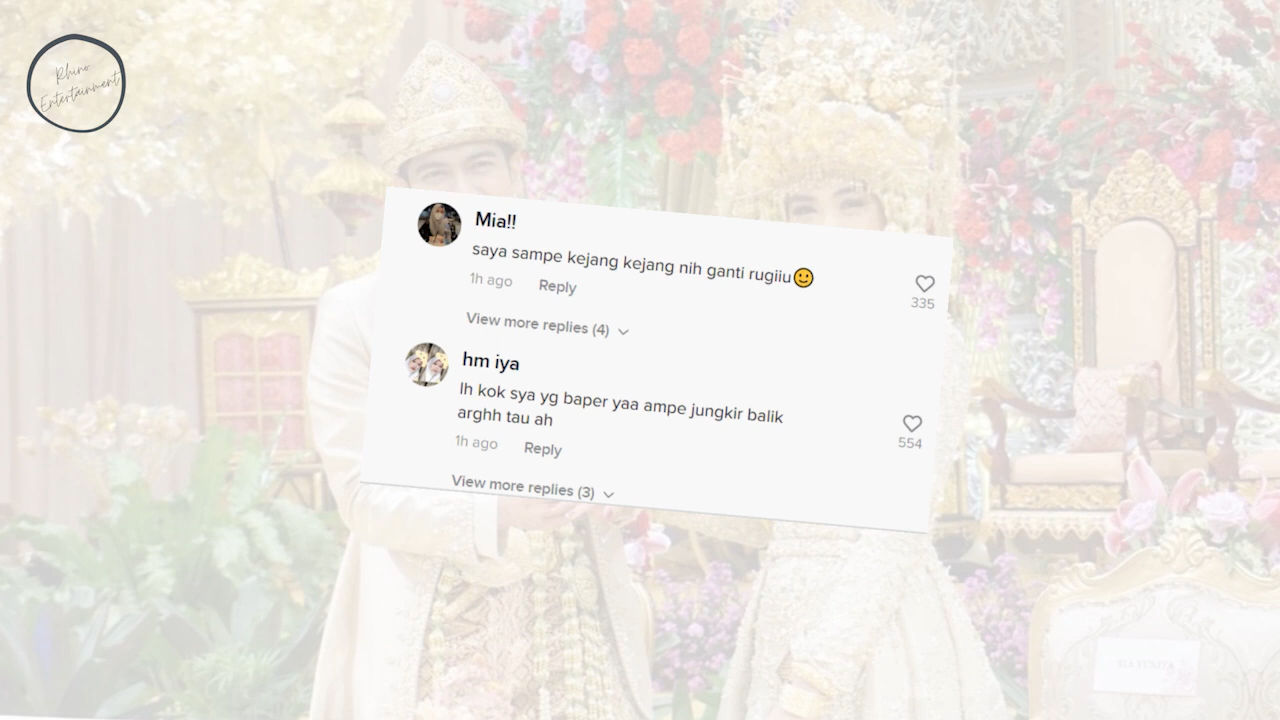 Rhino
Entertainment
Mia!!
saya sampe kejang kejang nih ganti rugiiu🙂
1h ago Reply
335
View more replies (4)
hm iya
Ih kok sya yg baper yaa ampe jungkir balik
arghh tau ah
554
1h ago Reply
View more replies (3)